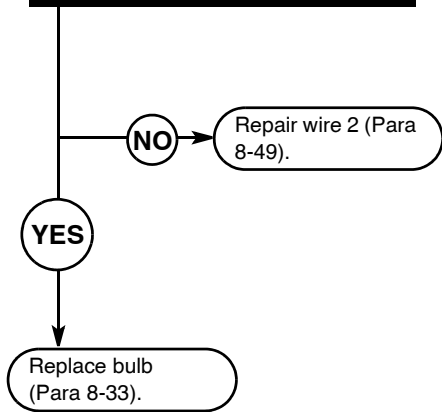 NO
Repair wire 2 (Para
8-49).
YES
Replace bulb
(Para 8-33).